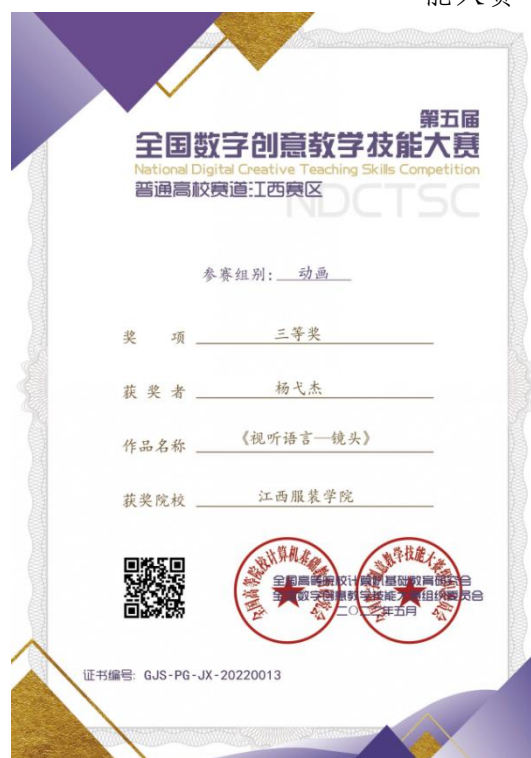 能大赛
第五届
全国数字创意教学技能大赛
National Digital Creative Teaching Skills Competition
普通高校赛道江西赛区
NDCTSC
参赛组别: 动画
奖 项 三等奖
获 奖 者 杨弋杰
作品名称 《视听语言—镜头》
获奖院校 江西服装学院
全国高等院校计算机基础教育研究会
全国数字创意教学技能大赛组织委员会
二〇二二年五月
证书编号: GJS-PG-JX-20220013